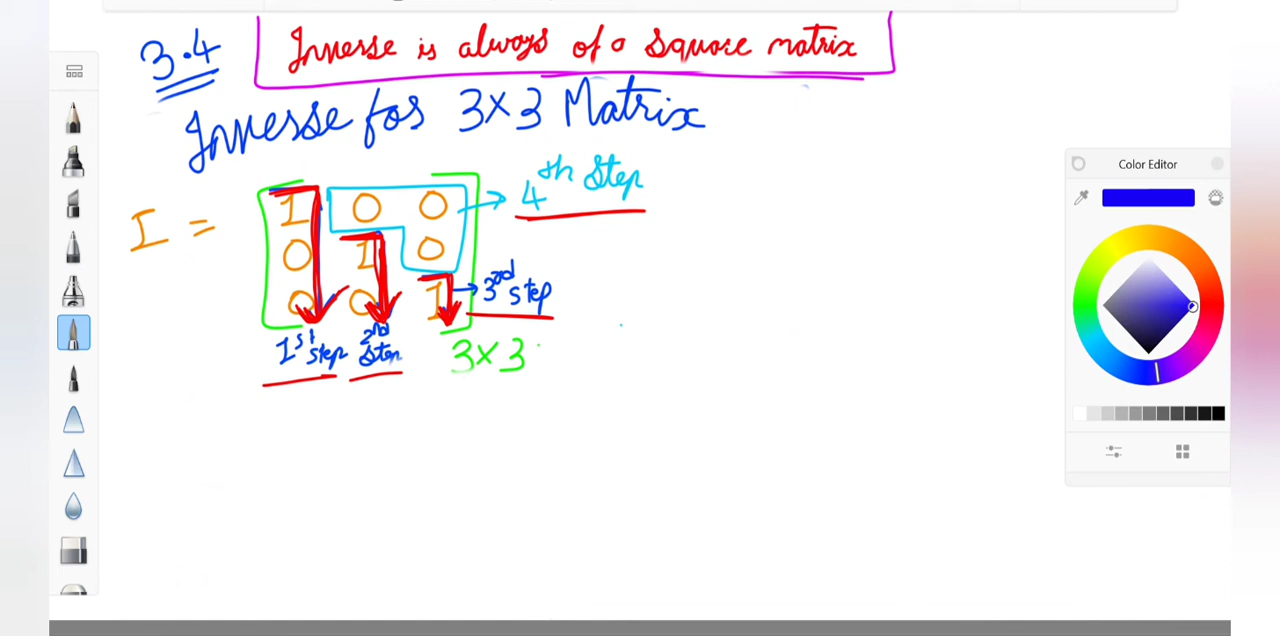 3.4
Inverse is always of a square matrix
Inverse for 3×3 Matrix
I =
1 0 0
0 1 0
0 0 1
4th Step
3rd step
1st step
2nd Step
3×3
Color Editor